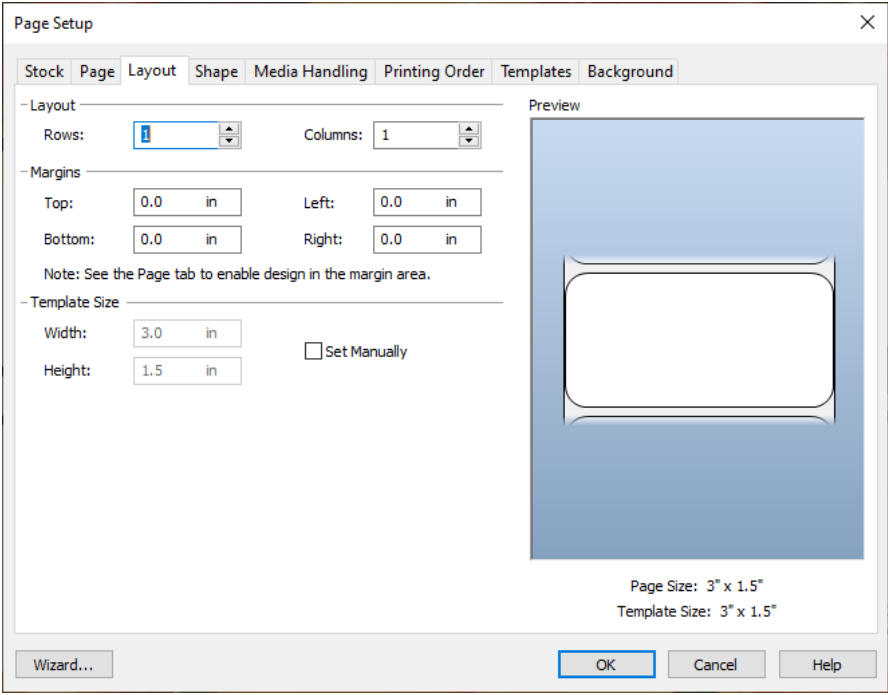 Page Setup
Stock Page Layout Shape Media Handling Printing Order Templates Background
Layout
Rows: 1 Columns: 1
Margins
Top: 0.0 in Left: 0.0 in
Bottom: 0.0 in Right: 0.0 in
Note: See the Page tab to enable design in the margin area.
Template Size
Width: 3.0 in
Set Manually
Height: 1.5 in
Preview
Page Size: 3" x 1.5"
Template Size: 3" x 1.5"
Wizard... OK Cancel Help